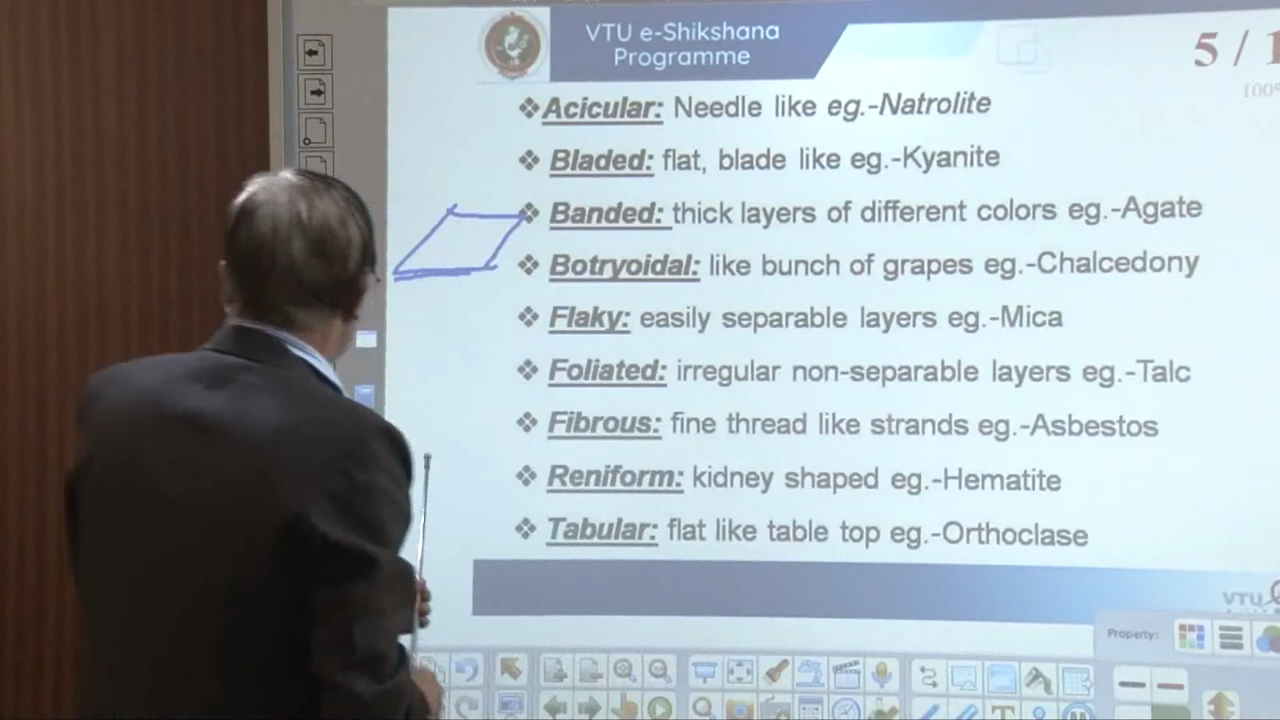 VTU e-Shikshana
Programme
5 / 1
100%
❖Acicular: Needle like eg.-Natrolite
❖ Bladed: flat, blade like eg.-Kyanite
❖ Banded: thick layers of different colors eg.-Agate
❖ Botryoidal: like bunch of grapes eg.-Chalcedony
❖ Flaky: easily separable layers eg.-Mica
❖ Foliated: irregular non-separable layers eg.-Talc
❖ Fibrous: fine thread like strands eg.-Asbestos
❖ Reniform: kidney shaped eg.-Hematite
❖ Tabular: flat like table top eg.-Orthoclase
VTU
Property: